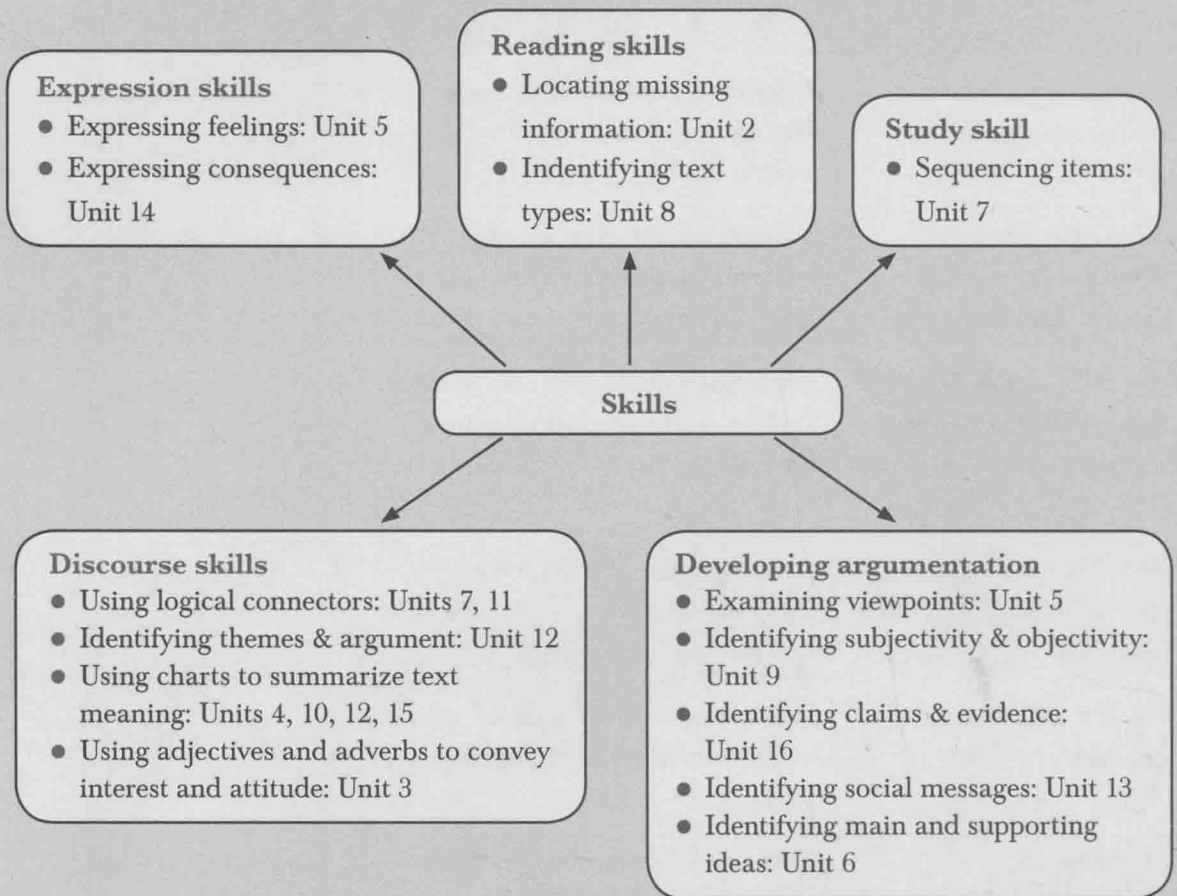 Expression skills
● Expressing feelings: Unit 5
● Expressing consequences:
Unit 14
Reading skills
● Locating missing
information: Unit 2
● Indentifying text
types: Unit 8
Study skill
● Sequencing items:
Unit 7
Skills
Discourse skills
● Using logical connectors: Units 7, 11
● Identifying themes & argument: Unit 12
● Using charts to summarize text
meaning: Units 4, 10, 12, 15
● Using adjectives and adverbs to convey
interest and attitude: Unit 3
Developing argumentation
● Examining viewpoints: Unit 5
● Identifying subjectivity & objectivity:
Unit 9
● Identifying claims & evidence:
Unit 16
● Identifying social messages: Unit 13
● Identifying main and supporting
ideas: Unit 6